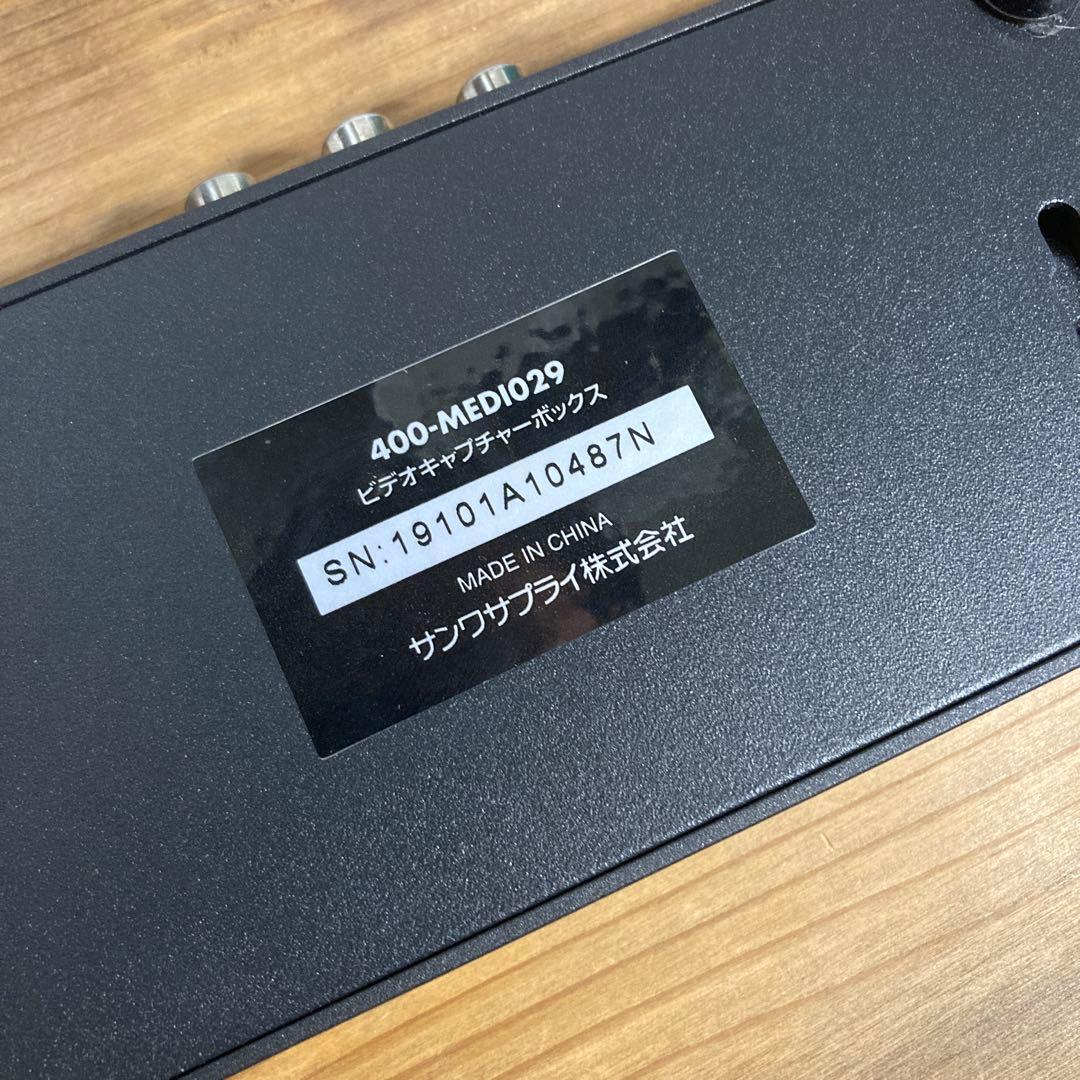 400-MEDI029
ビデオキャプチャーボックス
SN:19101A10487N
MADE IN CHINA
サンワサプライ株式会社